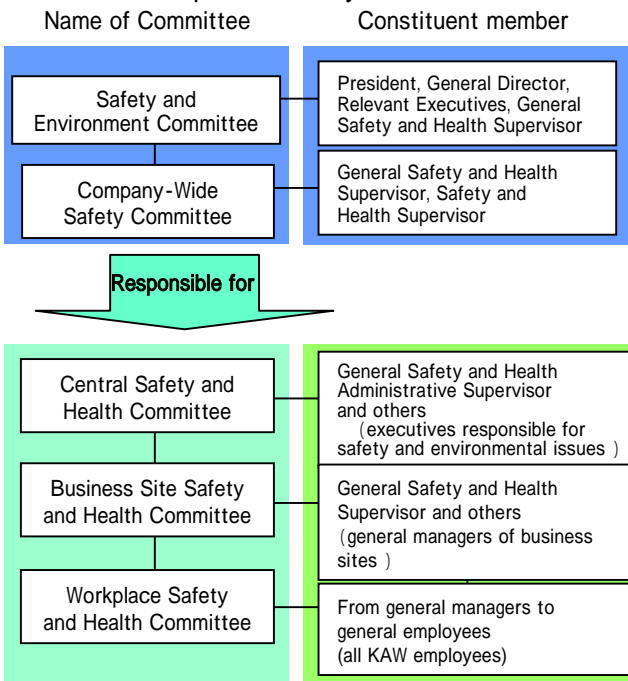 Name of Committee
Constituent member
Safety and
Environment Committee
President, General Director,
Relevant Executives, General
Safety and Health Supervisor
Company-Wide
Safety Committee
General Safety and Health
Supervisor, Safety and
Health Supervisor
Responsible for
Central Safety and
Health Committee
General Safety and Health
Administrative Supervisor
and others
(executives responsible for
safety and environmental issues )
Business Site Safety
and Health Committee
General Safety and Health
Supervisor and others
(general managers of business
sites )
Workplace Safety
and Health Committee
From general managers to
general employees
(all KAW employees)